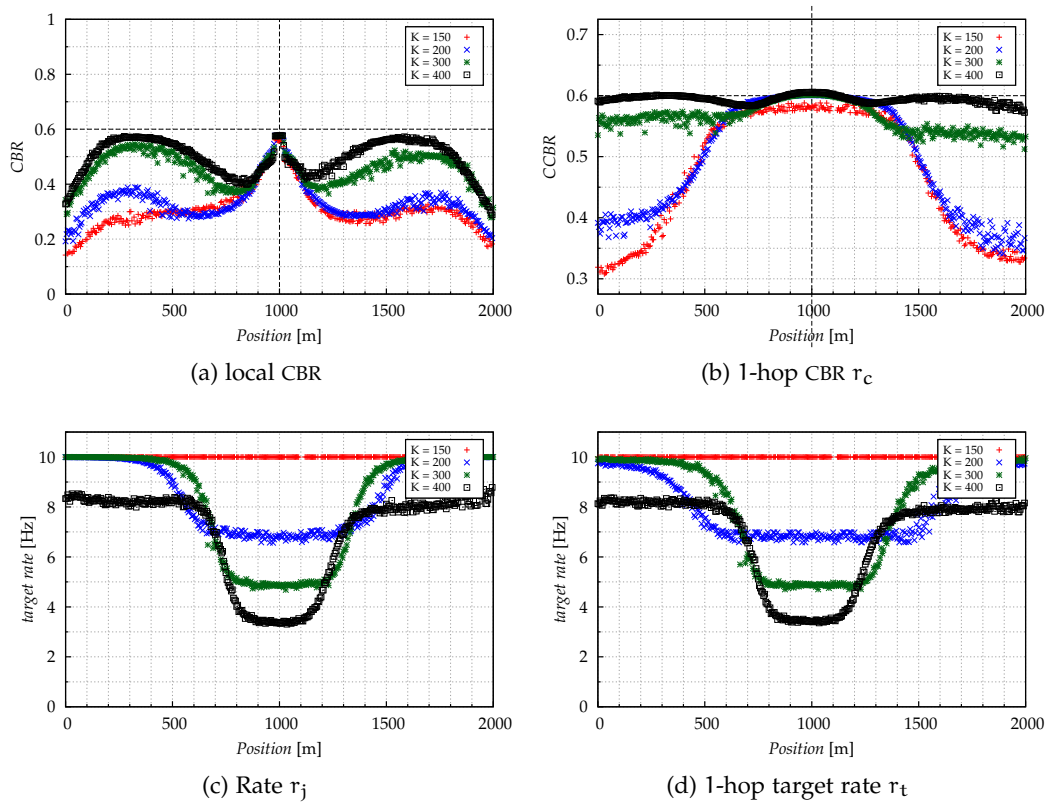 1
0.8
0.6
0.4
0.2
0
CBR
0 500 1000 1500 2000
Position [m]
K = 150
K = 200
K = 300
K = 400
(a) local CBR
0.7
0.6
0.5
0.4
0.3
CCBR
0 500 1000 1500 2000
Position [m]
K = 150
K = 200
K = 300
K = 400
(b) 1-hop CBR rc
10
8
6
4
2
0
target rate [Hz]
0 500 1000 1500 2000
Position [m]
K = 150
K = 200
K = 300
K = 400
(c) Rate rj
10
8
6
4
2
0
target rate [Hz]
0 500 1000 1500 2000
Position [m]
K = 150
K = 200
K = 300
K = 400
(d) 1-hop target rate rt